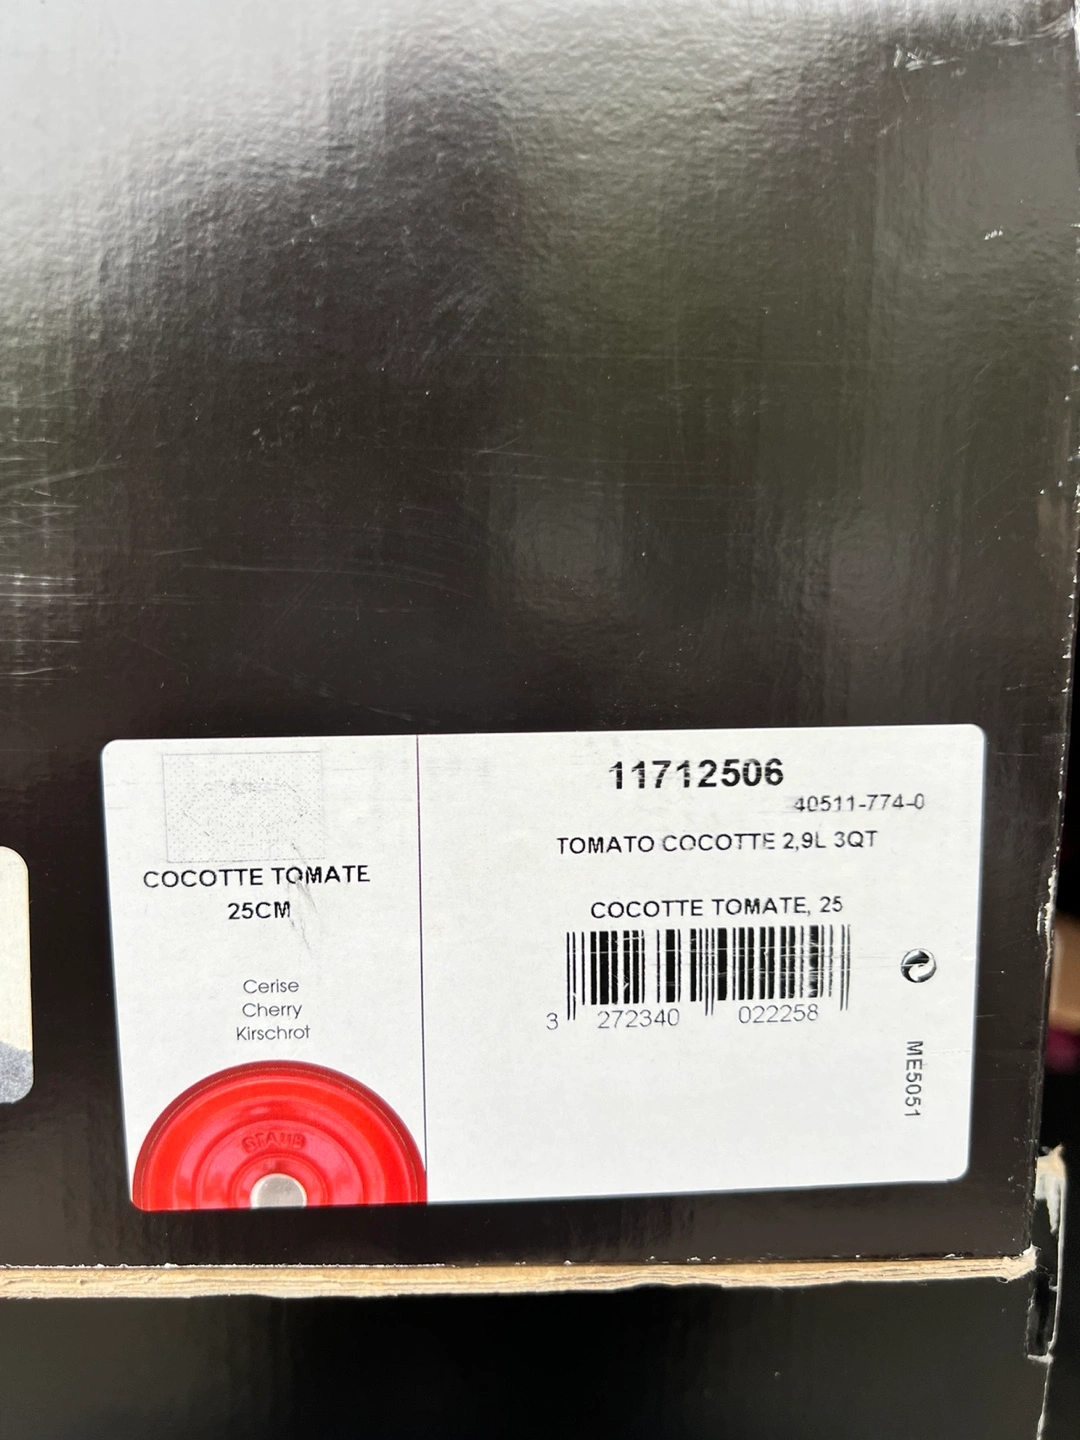 COCOTTE TOMATE
25CM
Cerise
Cherry
Kirschrot
STAUB
11712506
40511-774-0
TOMATO COCOTTE 2,9L 3QT
COCOTTE TOMATE, 25
3 272340 022258
ME5051